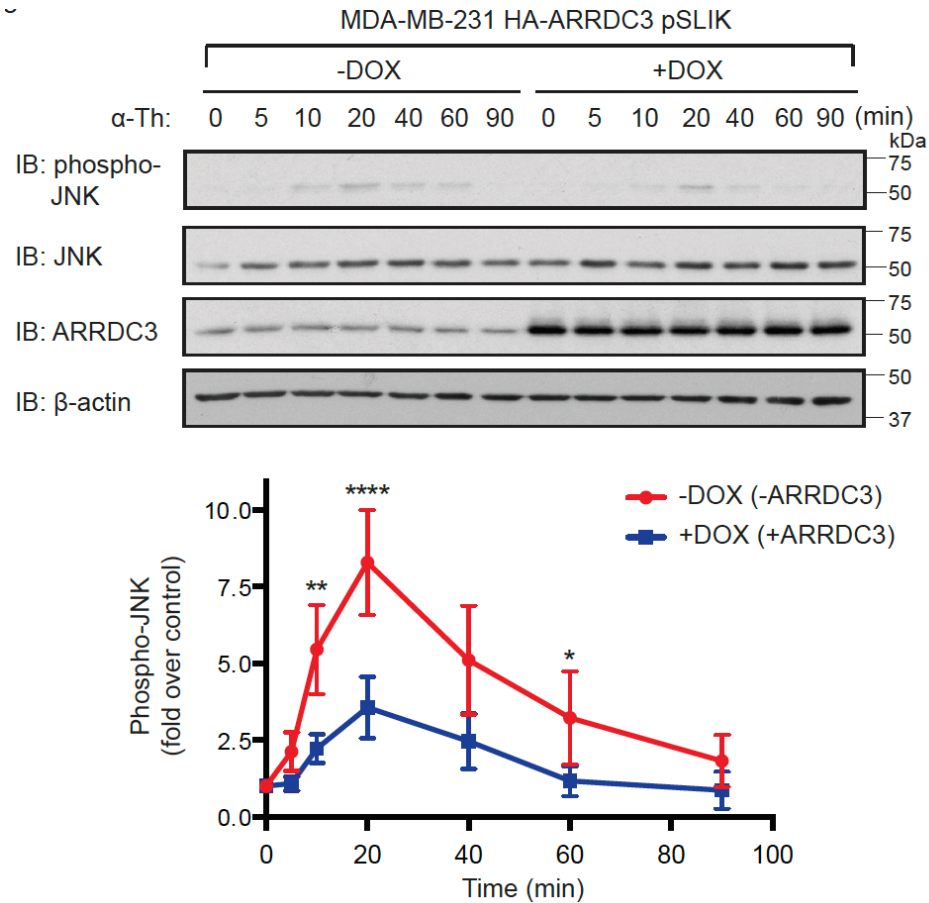 MDA-MB-231 HA-ARRDC3 pSLIK
-DOX +DOX
α-Th: 0 5 10 20 40 60 90 0 5 10 20 40 60 90 (min)
kDa
IB: phospho-
JNK
75
50
IB: JNK
75
50
IB: ARRDC3
75
50
IB: β-actin
50
37
Phospho-JNK
(fold over control)
10.0
7.5
5.0
2.5
0.0
**
****
*
-DOX (-ARRDC3)
+DOX (+ARRDC3)
0 20 40 60 80 100
Time (min)